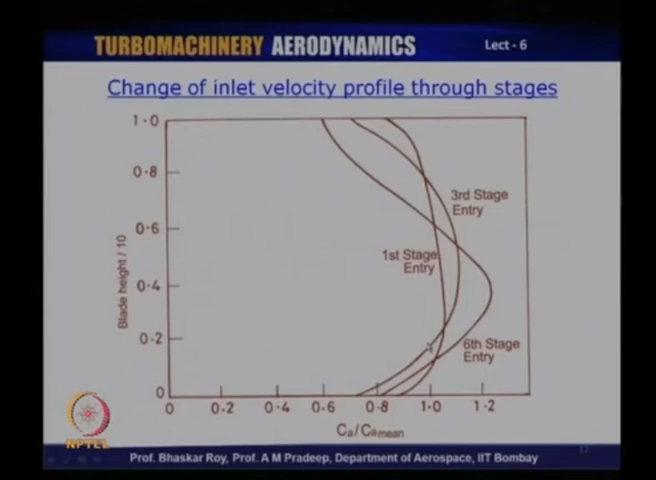 TURBOMACHINERY AERODYNAMICS
Lect - 6
Change of inlet velocity profile through stages
1·0
0·8
0·6
0·4
0·2
0
Blade height / 10
3rd Stage
Entry
1st Stage
Entry
6th Stage
Entry
0 0·2 0·4 0·6 0·8 1·0 1·2
Ca/Camean
NPTEL
Prof. Bhaskar Roy, Prof. A M Pradeep, Department of Aerospace, IIT Bombay